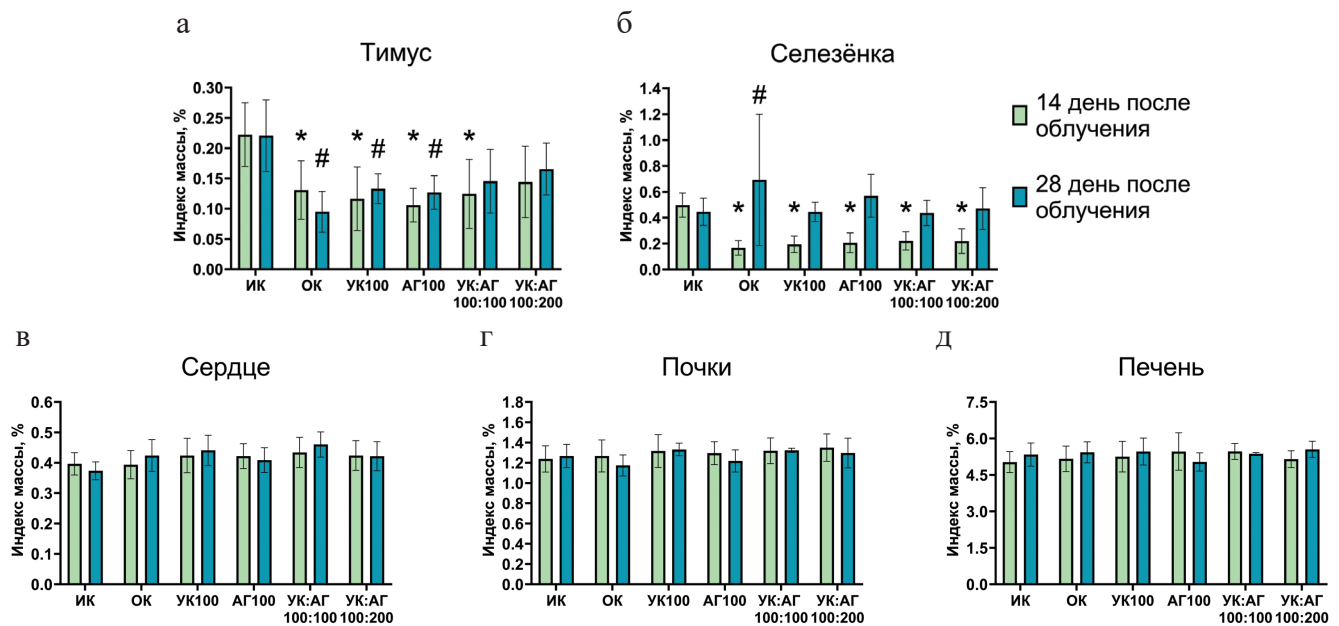 а
Тимус
Индекс массы, %
0.30
0.25
0.20
0.15
0.10
0.05
0.00
* # * # * # *
ИК ОК УК100 АГ100 УК:АГ УК:АГ
100:100 100:200
б
Селезёнка
Индекс массы, %
1.4
1.2
1.0
0.8
0.6
0.4
0.2
0.0
* # * * * *
ИК ОК УК100 АГ100 УК:АГ УК:АГ
100:100 100:200
14 день после
облучения
28 день после
облучения
в
Сердце
Индекс массы, %
0.6
0.5
0.4
0.3
0.2
0.1
0.0
ИК ОК УК100 АГ100 УК:АГ УК:АГ
100:100 100:200
г
Почки
Индекс массы, %
1.8
1.6
1.4
1.2
1.0
0.8
0.6
0.4
0.2
0.0
ИК ОК УК100 АГ100 УК:АГ УК:АГ
100:100 100:200
д
Печень
Индекс массы, %
7.5
6.0
4.5
3.0
1.5
0.0
ИК ОК УК100 АГ100 УК:АГ УК:АГ
100:100 100:200